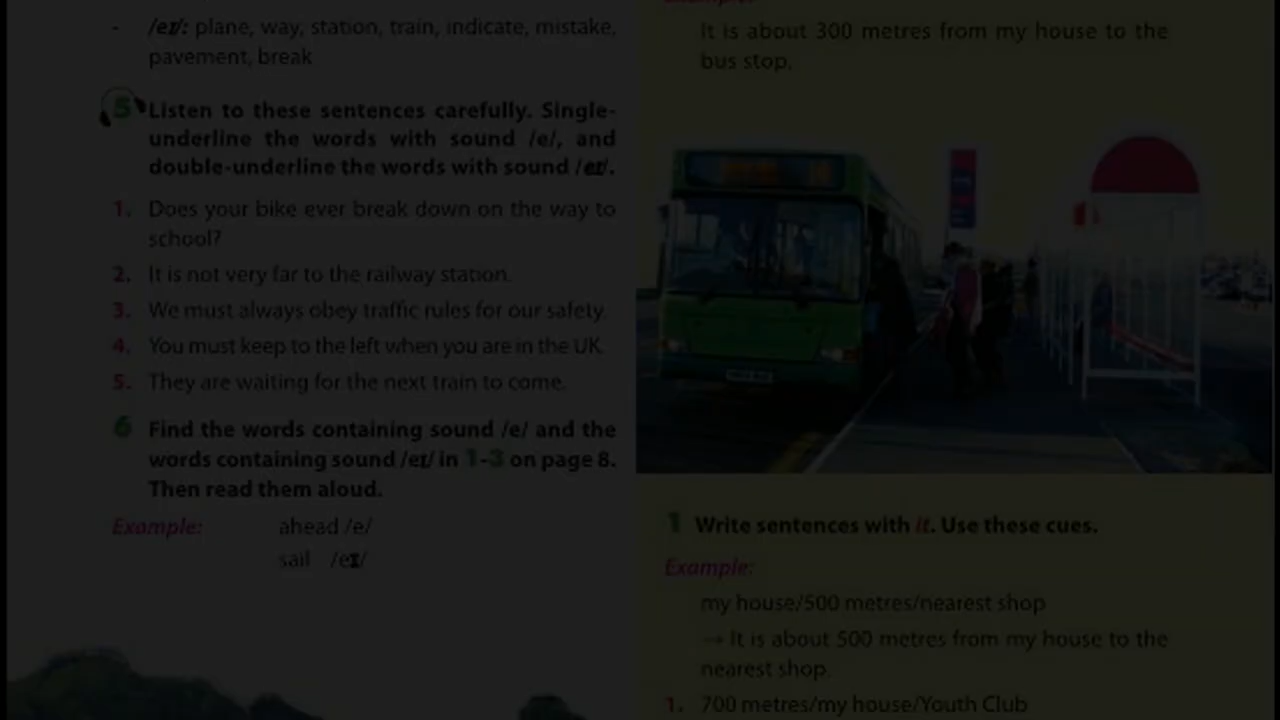 - /eɪ/: plane, way, station, train, indicate, mistake,
pavement, break
5 Listen to these sentences carefully. Single-
underline the words with sound /e/, and
double-underline the words with sound /eɪ/.
1. Does your bike ever break down on the way to
school?
2. It is not very far to the railway station.
3. We must always obey traffic rules for our safety.
4. You must keep to the left when you are in the UK.
5. They are waiting for the next train to come.
6 Find the words containing sound /e/ and the
words containing sound /eɪ/ in 1-3 on page 8.
Then read them aloud.
Example: ahead /e/
sail /eɪ/
Example:
It is about 300 metres from my house to the
bus stop.
1 Write sentences with it. Use these cues.
Example:
my house/500 metres/nearest shop
→ It is about 500 metres from my house to the
nearest shop.
1. 700 metres/my house/Youth Club